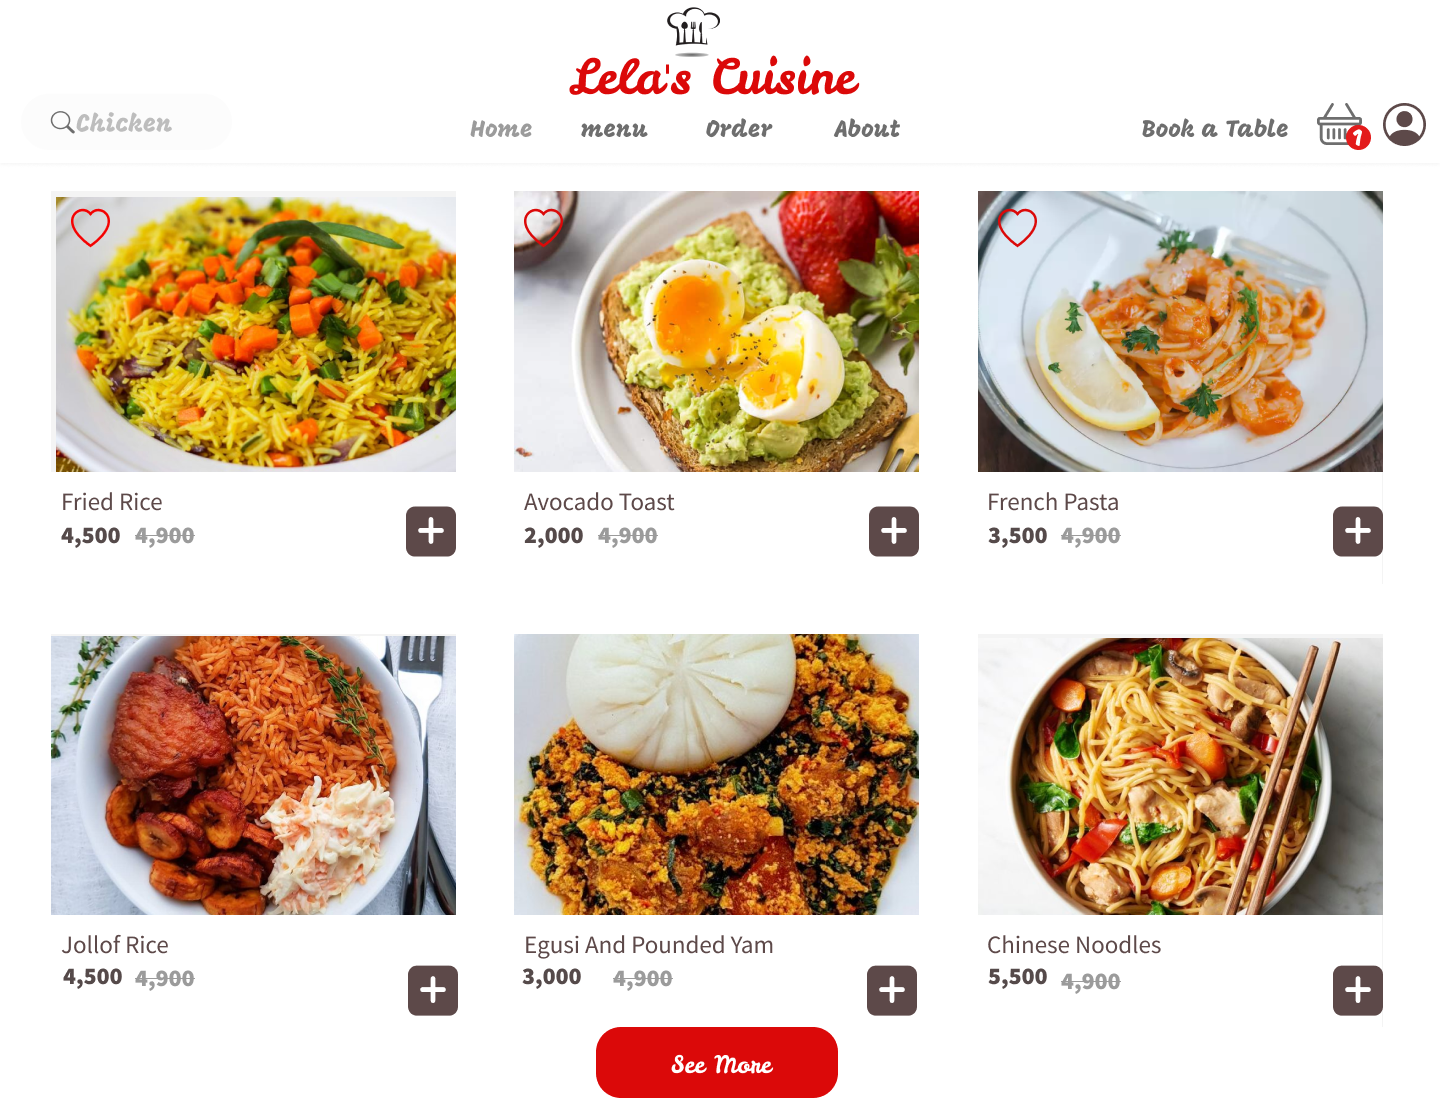 Lela's Cuisine
Chicken
Home
menu
Order
About
Book a Table
1
Fried Rice
4,500 4,900
Avocado Toast
2,000 4,900
French Pasta
3,500 4,900
Jollof Rice
4,500 4,900
Egusi And Pounded Yam
3,000 4,900
Chinese Noodles
5,500 4,900
See More